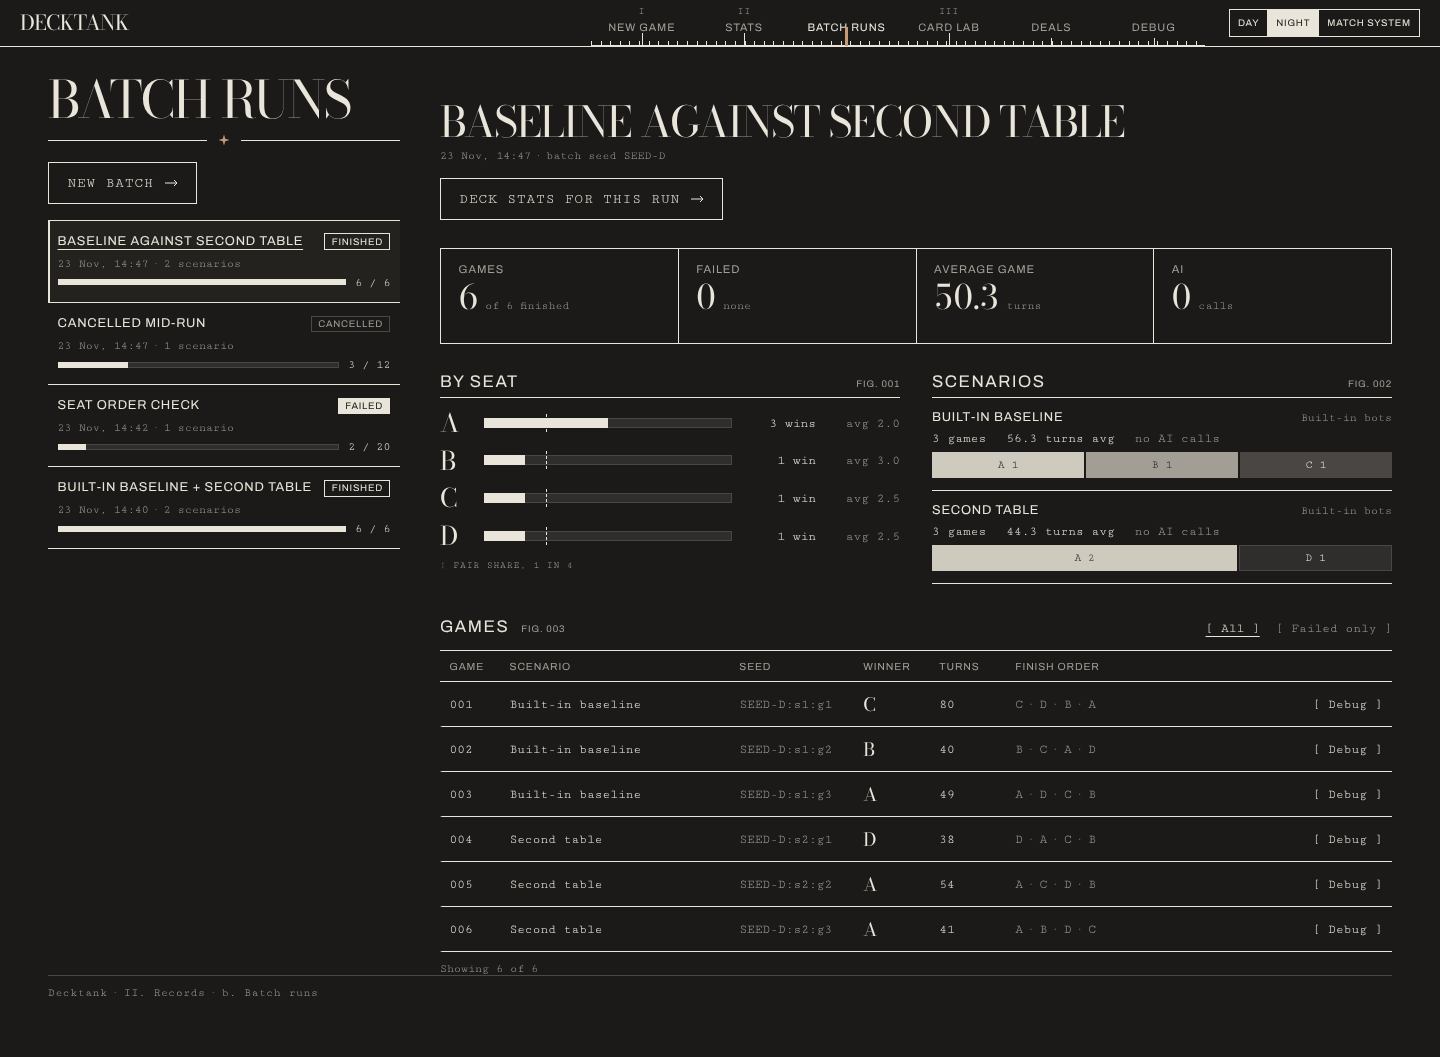 DECKTANK
I
NEW GAME
II
STATS
BATCH RUNS
III
CARD LAB
DEALS
DEBUG
DAY
NIGHT
MATCH SYSTEM
BATCH RUNS
NEW BATCH →
BASELINE AGAINST SECOND TABLE FINISHED
23 Nov, 14:47 · 2 scenarios
6 / 6
CANCELLED MID-RUN CANCELLED
23 Nov, 14:47 · 1 scenario
3 / 12
SEAT ORDER CHECK FAILED
23 Nov, 14:42 · 1 scenario
2 / 20
BUILT-IN BASELINE + SECOND TABLE FINISHED
23 Nov, 14:40 · 2 scenarios
6 / 6
BASELINE AGAINST SECOND TABLE
23 Nov, 14:47 · batch seed SEED-D
DECK STATS FOR THIS RUN →
GAMES
6 of 6 finished
FAILED
0 none
AVERAGE GAME
50.3 turns
AI
0 calls
BY SEAT FIG. 001
A 3 wins avg 2.0
B 1 win avg 3.0
C 1 win avg 2.5
D 1 win avg 2.5
¦ FAIR SHARE, 1 IN 4
SCENARIOS FIG. 002
BUILT-IN BASELINE Built-in bots
3 games 56.3 turns avg no AI calls
A 1 B 1 C 1
SECOND TABLE Built-in bots
3 games 44.3 turns avg no AI calls
A 2 D 1
GAMES FIG. 003 [ All ] [ Failed only ]
GAME SCENARIO SEED WINNER TURNS FINISH ORDER
001 Built-in baseline SEED-D:s1:g1 C 80 C · D · B · A [ Debug ]
002 Built-in baseline SEED-D:s1:g2 B 40 B · C · A · D [ Debug ]
003 Built-in baseline SEED-D:s1:g3 A 49 A · D · C · B [ Debug ]
004 Second table SEED-D:s2:g1 D 38 D · A · C · B [ Debug ]
005 Second table SEED-D:s2:g2 A 54 A · C · D · B [ Debug ]
006 Second table SEED-D:s2:g3 A 41 A · B · D · C [ Debug ]
Showing 6 of 6
Decktank · II. Records · b. Batch runs